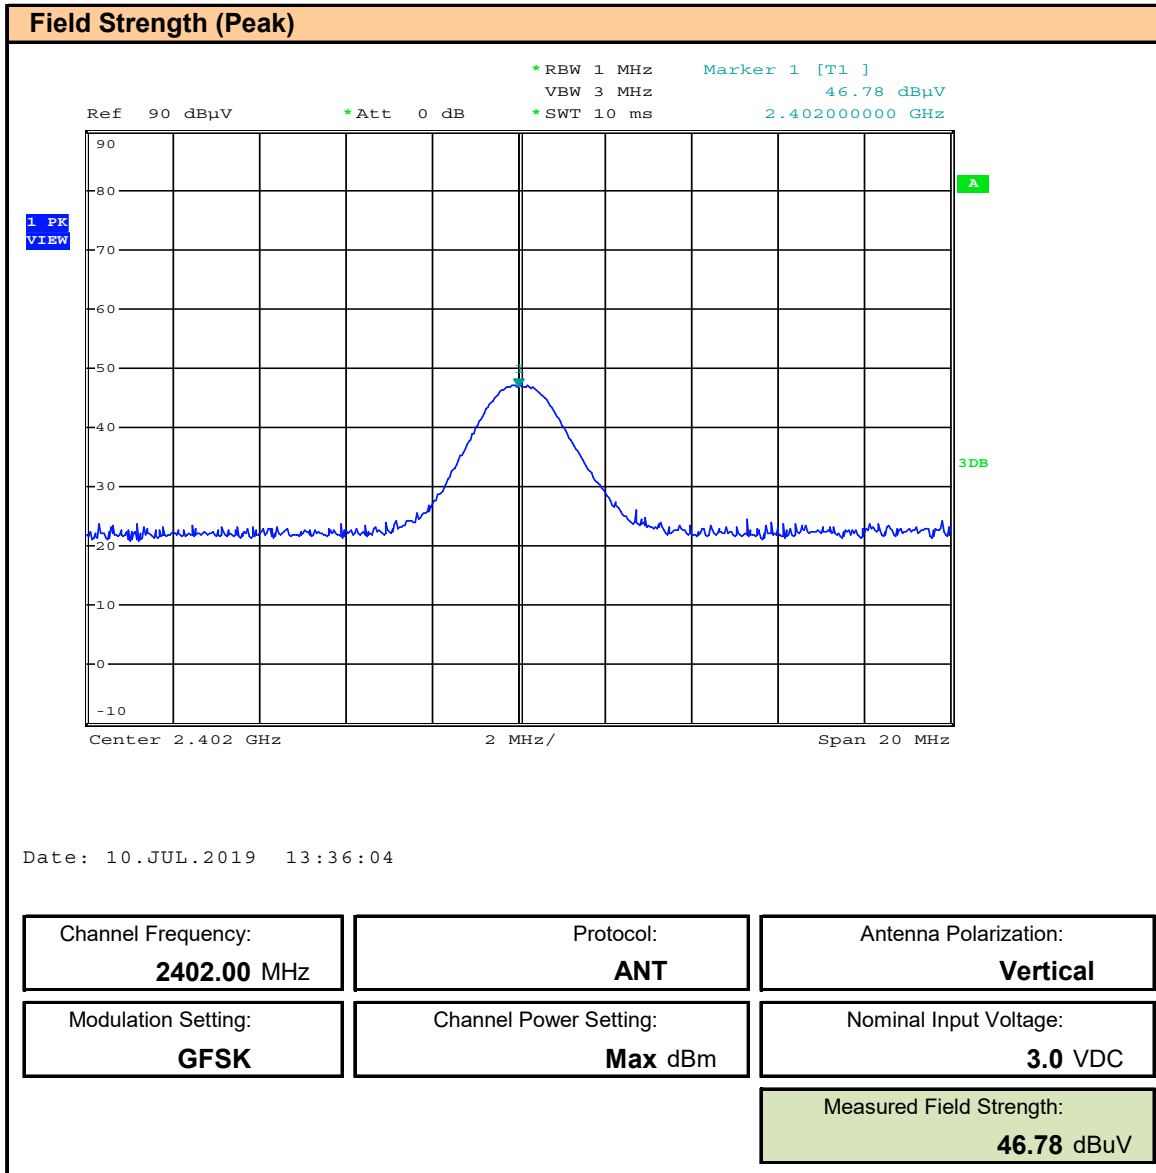 Field Strength (Peak)
*RBW 1 MHz Marker 1 [T1 ]
VBW 3 MHz 46.78 dBµV
Ref 90 dBµV *Att 0 dB *SWT 10 ms 2.402000000 GHz
90
A
80
1 PK
VIEW
70
60
50
1
40
3DB
30
20
10
0
-10
Center 2.402 GHz 2 MHz/ Span 20 MHz
Date: 10.JUL.2019 13:36:04
Channel Frequency: Protocol: Antenna Polarization:
2402.00 MHz ANT Vertical
Modulation Setting: Channel Power Setting: Nominal Input Voltage:
GFSK Max dBm 3.0 VDC
Measured Field Strength:
46.78 dBuV